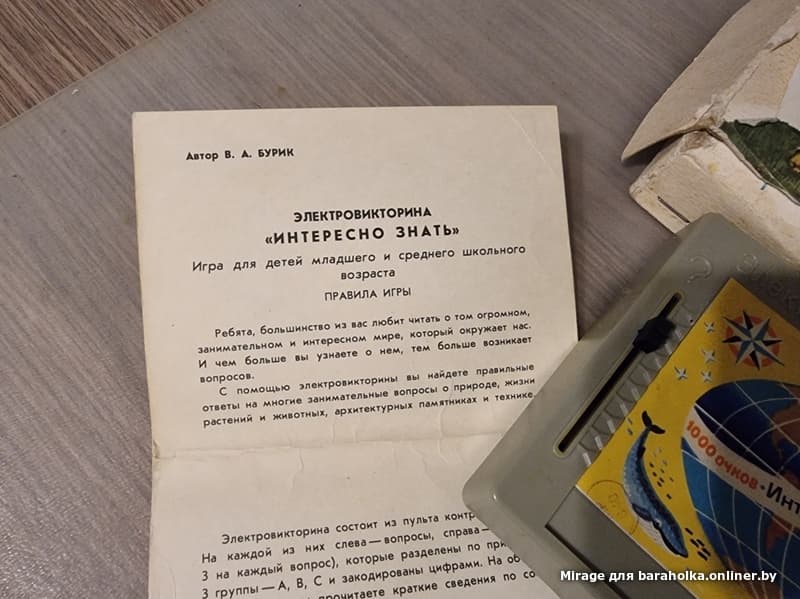 Автор В. А. БУРИК
ЭЛЕКТРОВИКТОРИНА
«ИНТЕРЕСНО ЗНАТЬ»
Игра для детей младшего и среднего школьного
возраста
ПРАВИЛА ИГРЫ
Ребята, большинство из вас любит читать о том огромном,
занимательном и интересном мире, который окружает нас.
И чем больше вы узнаете о нем, тем больше возникает
вопросов.
С помощью электровикторины вы найдете правильные
ответы на многие занимательные вопросы о природе, жизни
растений и животных, архитектурных памятниках и технике.
Электровикторина состоит из пульта контр
На каждой из них слева — вопросы, справа —
3 на каждый вопрос), которые разделены по при
3 группы — А, В, С и закодированы цифрами. На об
прочитаете краткие сведения по со
? Элект
1000 очков • Инт
Mirage для baraholka.onliner.by